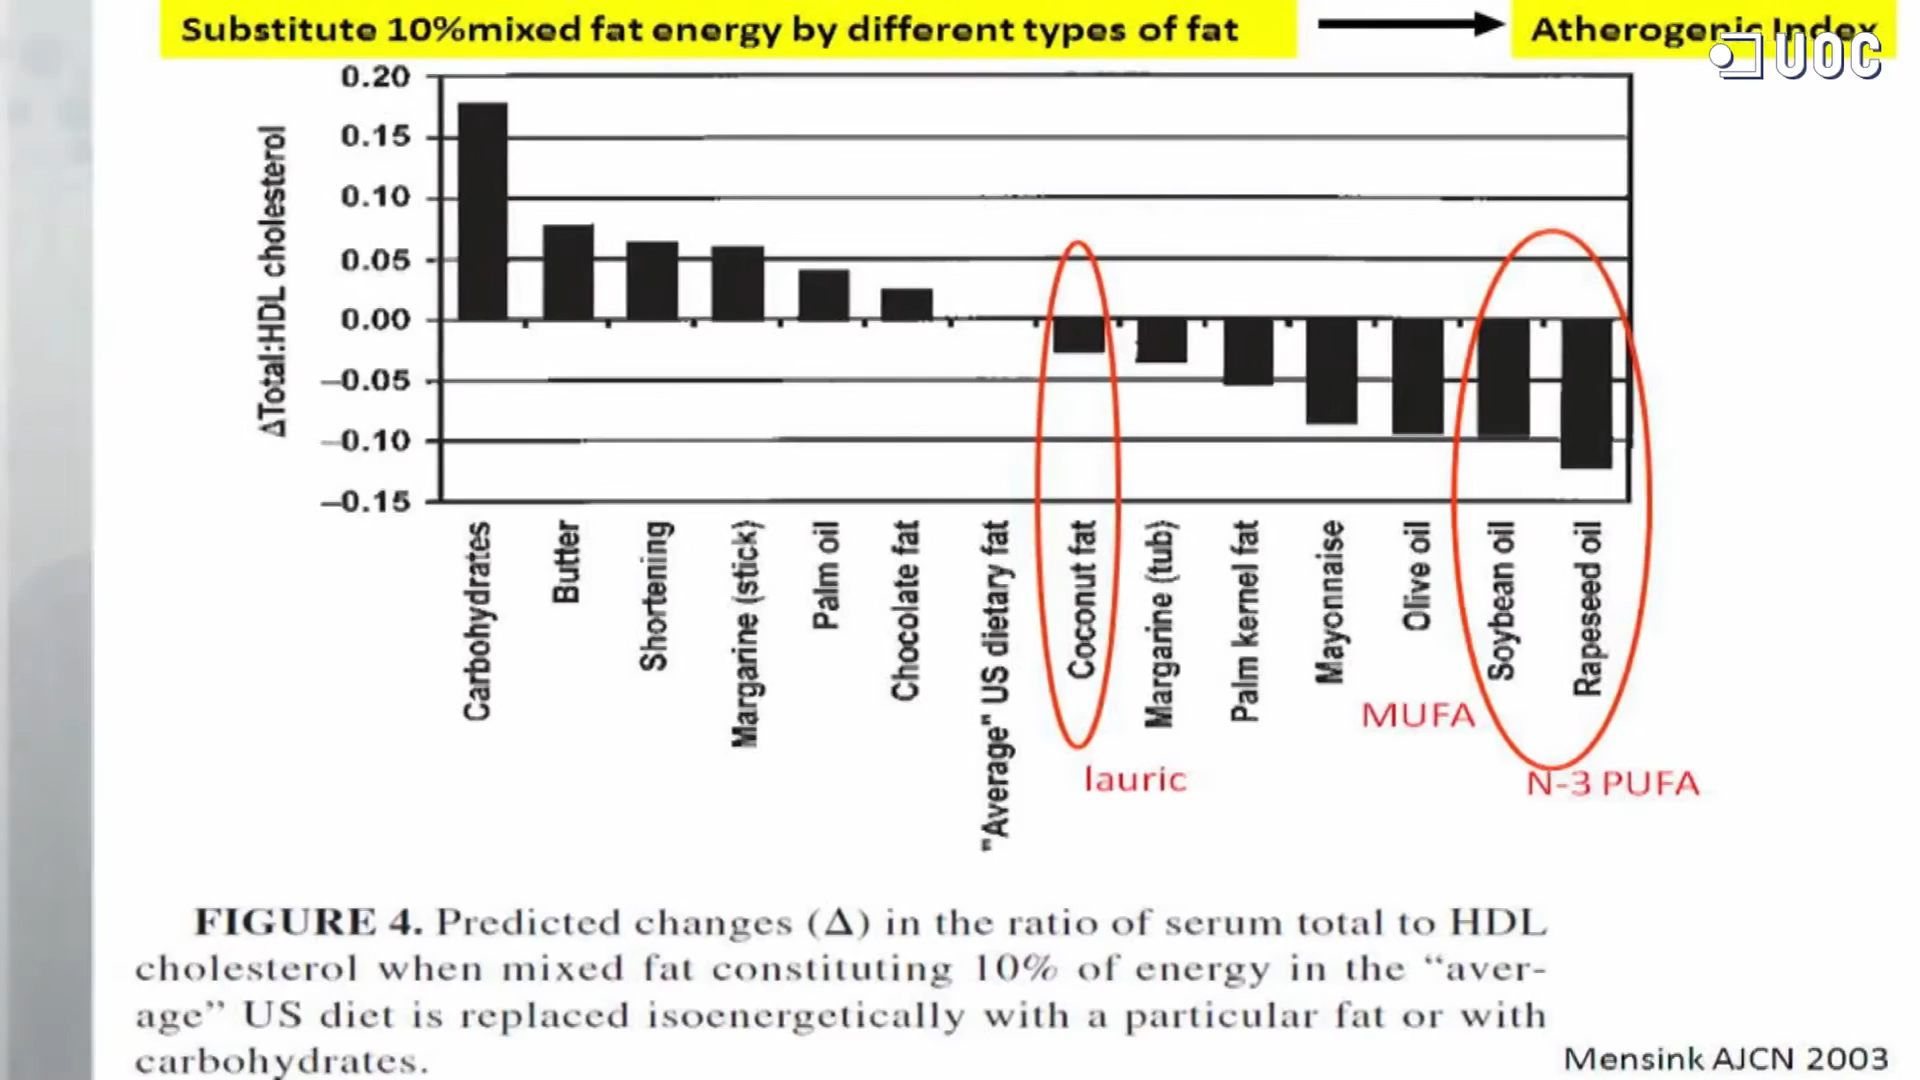 Substitute 10%mixed fat energy by different types of fat
Atherogenic Index
UOC
ΔTotal:HDL cholesterol
0.20
0.15
0.10
0.05
0.00
–0.05
–0.10
–0.15
Carbohydrates
Butter
Shortening
Margarine (stick)
Palm oil
Chocolate fat
"Average" US dietary fat
Coconut fat
Margarine (tub)
Palm kernel fat
Mayonnaise
Olive oil
Soybean oil
Rapeseed oil
MUFA
lauric
N-3 PUFA
FIGURE 4. Predicted changes (Δ) in the ratio of serum total to HDL
cholesterol when mixed fat constituting 10% of energy in the “aver-
age” US diet is replaced isoenergetically with a particular fat or with
carbohydrates.
Mensink AJCN 2003